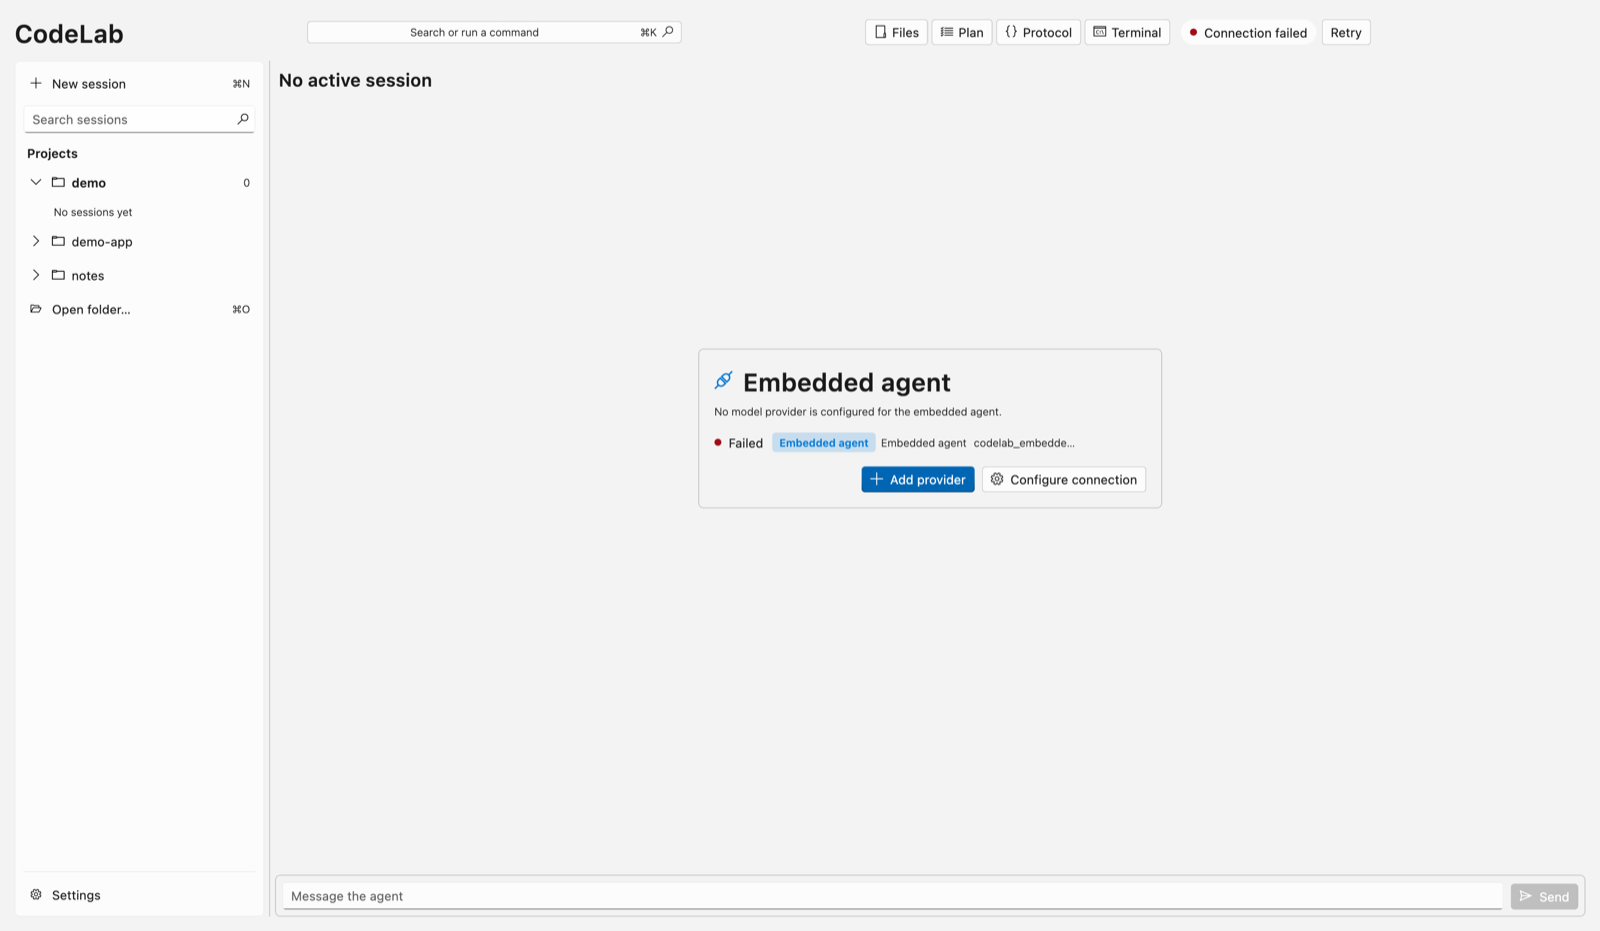 CodeLab
Search or run a command ⌘K
Files
Plan
Protocol
Terminal
Connection failed
Retry
New session ⌘N
Search sessions
Projects
demo 0
No sessions yet
demo-app
notes
Open folder... ⌘O
Settings
No active session
Embedded agent
No model provider is configured for the embedded agent.
Failed Embedded agent Embedded agent codelab_embedde...
Add provider
Configure connection
Message the agent
Send